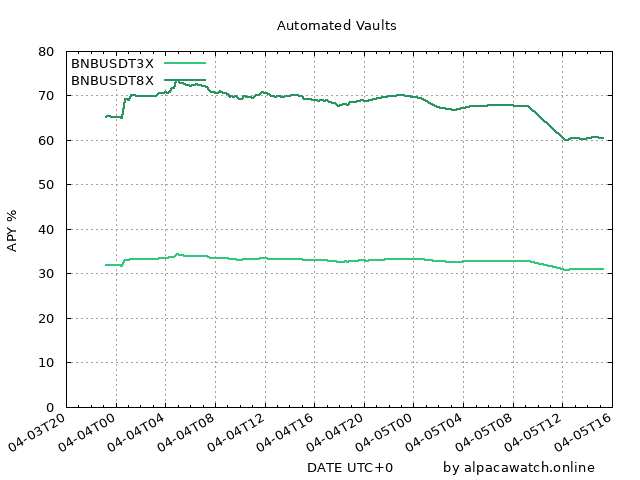 Automated Vaults
BNBUSDT3X
BNBUSDT8X
80
70
60
50
40
30
20
10
0
APY %
04-03T20
04-04T00
04-04T04
04-04T08
04-04T12
04-04T16
04-04T20
04-05T00
04-05T04
04-05T08
04-05T12
04-05T16
DATE UTC+0
by alpacawatch.online